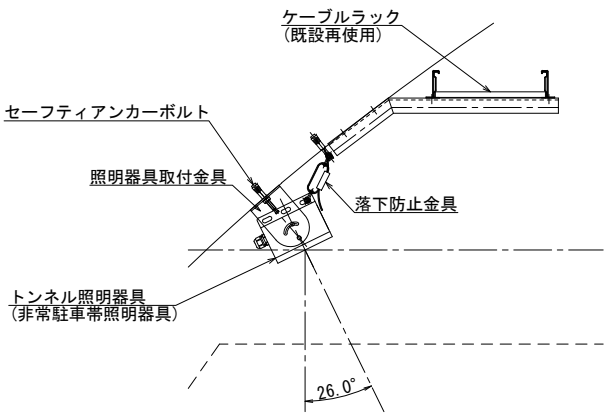 ケーブルラック
(既設再使用)
セーフティアンカーボルト
照明器具取付金具
落下防止金具
トンネル照明器具
(非常駐車帯照明器具)
26.0°